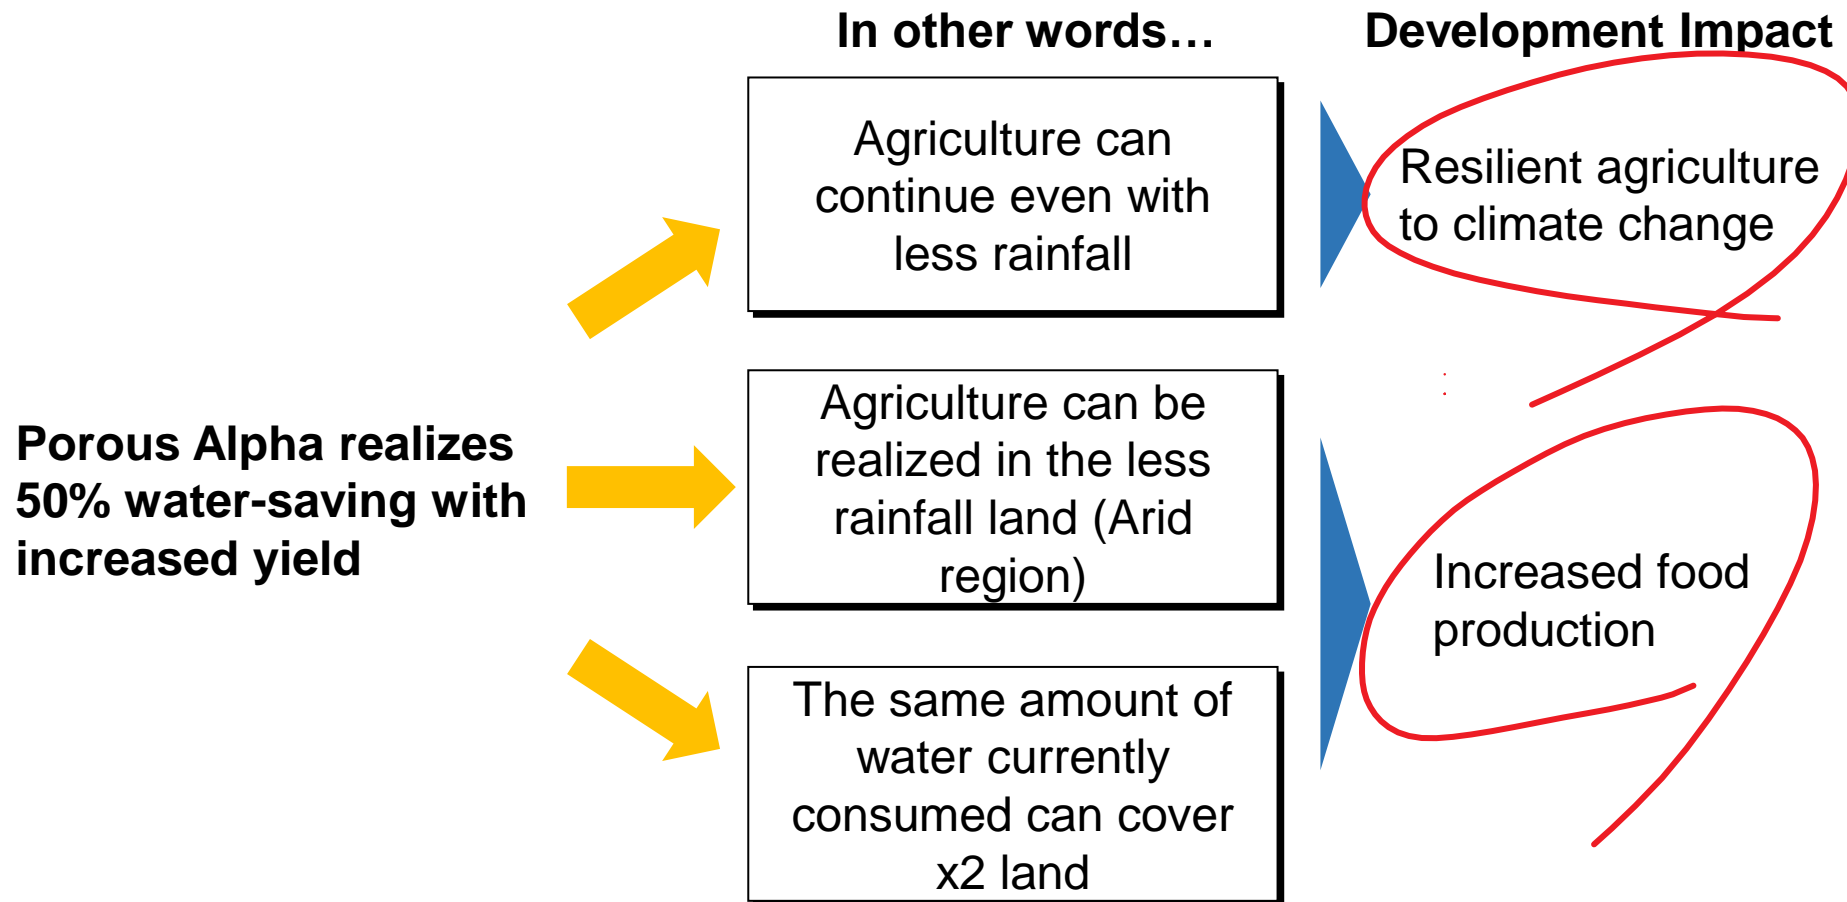 In other words…
Development Impact
Agriculture can
continue even with
less rainfall
Resilient agriculture
to climate change
Porous Alpha realizes
50% water-saving with
increased yield
Agriculture can be
realized in the less
rainfall land (Arid
region)
Increased food
production
The same amount of
water currently
consumed can cover
x2 land